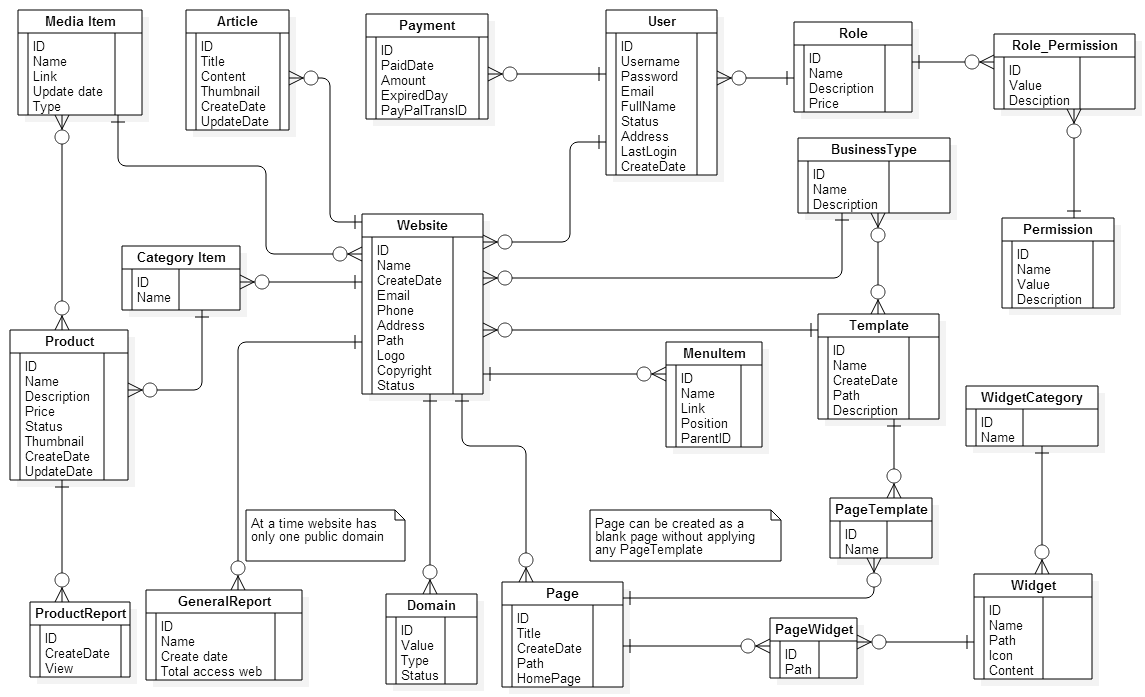 Media Item
ID
Name
Link
Update date
Type
Article
ID
Title
Content
Thumbnail
CreateDate
UpdateDate
Payment
ID
PaidDate
Amount
ExpiredDay
PayPalTransID
User
ID
Username
Password
Email
FullName
Status
Address
LastLogin
CreateDate
Role
ID
Name
Description
Price
Role_Permission
ID
Value
Desciption
BusinessType
ID
Name
Description
Permission
ID
Name
Value
Description
Website
ID
Name
CreateDate
Email
Phone
Address
Path
Logo
Copyright
Status
Category Item
ID
Name
Product
ID
Name
Description
Price
Status
Thumbnail
CreateDate
UpdateDate
MenuItem
ID
Name
Link
Position
ParentID
Template
ID
Name
CreateDate
Path
Description
WidgetCategory
ID
Name
At a time website has
only one public domain
Page can be created as a
blank page without applying
any PageTemplate
PageTemplate
ID
Name
ProductReport
ID
CreateDate
View
GeneralReport
ID
Name
Create date
Total access web
Domain
ID
Value
Type
Status
Page
ID
Title
CreateDate
Path
HomePage
PageWidget
ID
Path
Widget
ID
Name
Path
Icon
Content